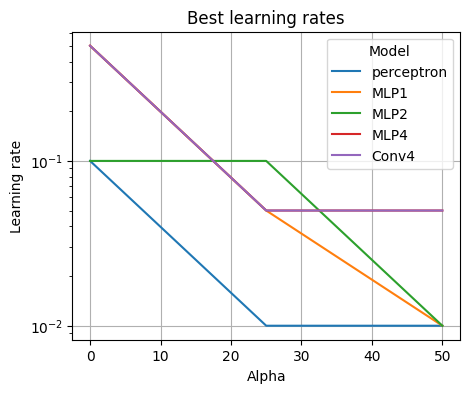 Best learning rates
Model
perceptron
MLP1
MLP2
MLP4
Conv4
Learning rate
10⁻¹
10⁻²
0 10 20 30 40 50
Alpha